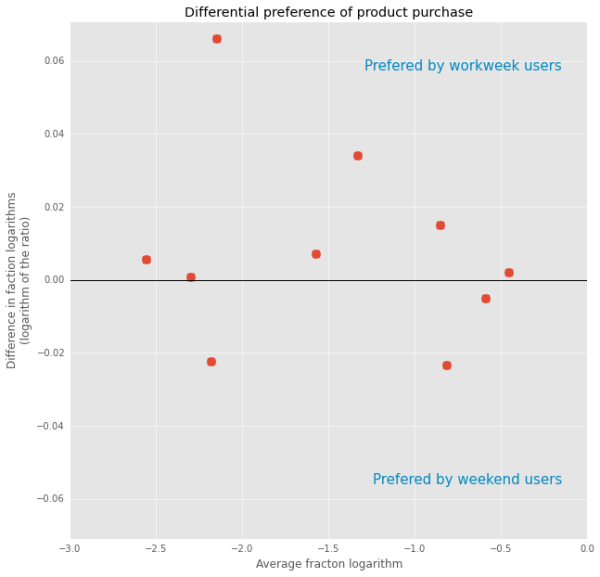 Differential preference of product purchase
Prefered by workweek users
Prefered by weekend users
0.06
0.04
0.02
0.00
−0.02
−0.04
−0.06
Difference in faction logarithms
(logarithm of the ratio)
−3.0
−2.5
−2.0
−1.5
−1.0
−0.5
0.0
Average fracton logarithm